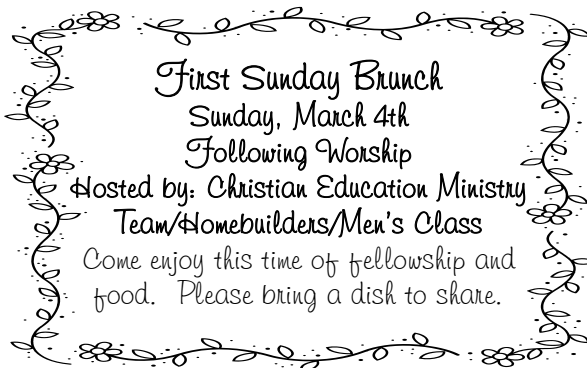 First Sunday Brunch
Sunday, March 4th
Following Worship
Hosted by: Christian Education Ministry
Team/Homebuilders/Men's Class
Come enjoy this time of fellowship and
food. Please bring a dish to share.